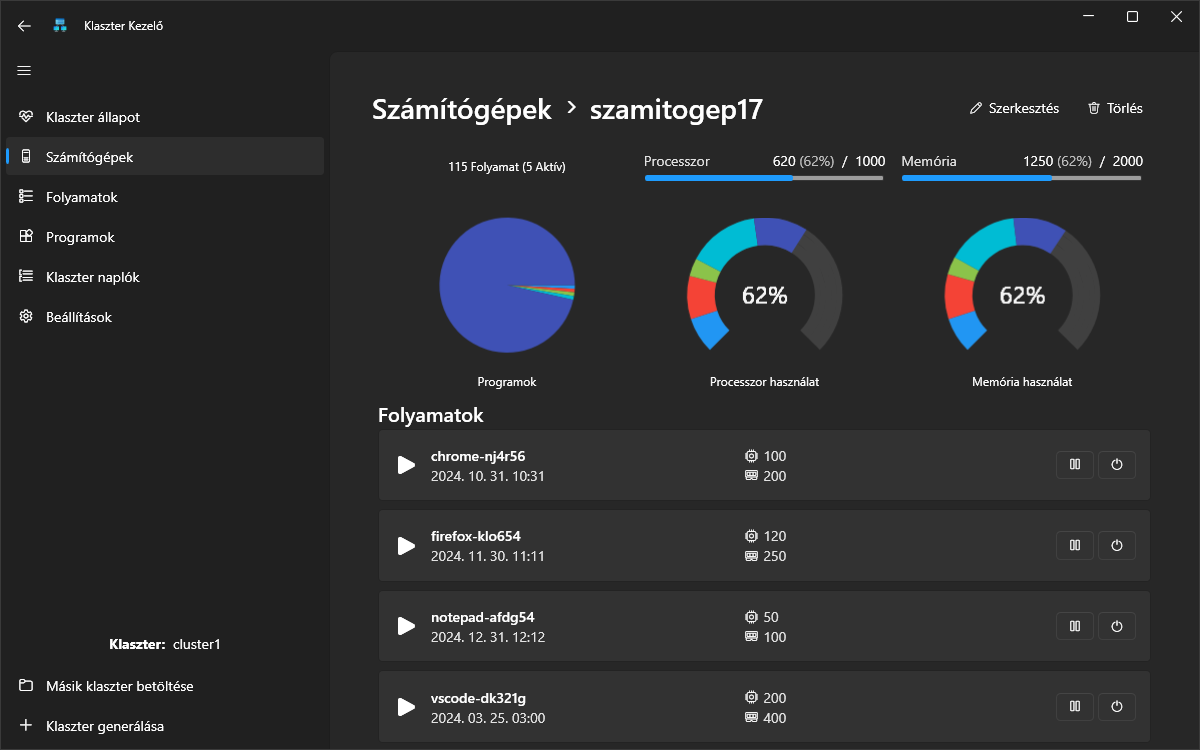 Klaszter Kezelő
Klaszter állapot
Számítógépek
Folyamatok
Programok
Klaszter naplók
Beállítások
Klaszter: cluster1
Másik klaszter betöltése
Klaszter generálása
Számítógépek > szamitogep17
Szerkesztés
Törlés
115 Folyamat (5 Aktív)
Processzor 620 (62%) / 1000
Memória 1250 (62%) / 2000
62%
62%
Programok
Processzor használat
Memória használat
Folyamatok
chrome-nj4r56
2024. 10. 31. 10:31
100
200
firefox-klo654
2024. 11. 30. 11:11
120
250
notepad-afdg54
2024. 12. 31. 12:12
50
100
vscode-dk321g
2024. 03. 25. 03:00
200
400